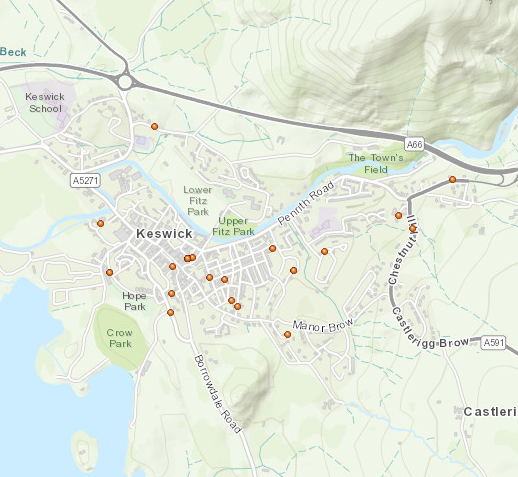 Beck
Keswick
School
A66
The Town's
Field
A5271
Lower
Fitz
Park
Penrith Road
Upper
Fitz Park
Keswick
Chestnut Hill
Hope
Park
Manor Brow
Castlerigg Brow
Crow
Park
A591
Borrowdale Road
Castleri